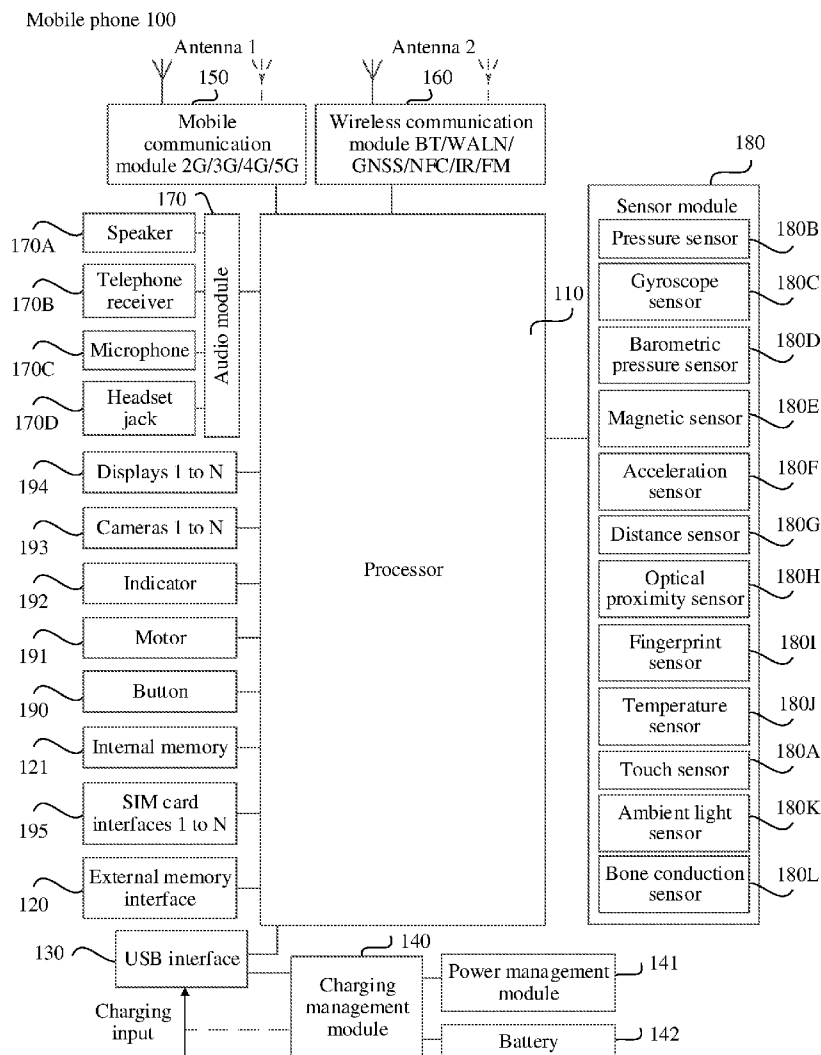 Mobile phone 100
Antenna 1
Antenna 2
150
160
Mobile
communication
module 2G/3G/4G/5G
Wireless communication
module BT/WALN/
GNSS/NFC/IR/FM
170
Speaker
170A
Telephone
receiver
170B
Microphone
170C
Headset
jack
170D
Audio module
Displays 1 to N
194
Cameras 1 to N
193
Indicator
192
Motor
191
Button
190
Internal memory
121
SIM card
interfaces 1 to N
195
External memory
interface
120
Processor
110
180
Sensor module
Pressure sensor
180B
Gyroscope
sensor
180C
Barometric
pressure sensor
180D
Magnetic sensor
180E
Acceleration
sensor
180F
Distance sensor
180G
Optical
proximity sensor
180H
Fingerprint
sensor
180I
Temperature
sensor
180J
Touch sensor
180A
Ambient light
sensor
180K
Bone conduction
sensor
180L
130
USB interface
140
Charging
management
module
Power management
module
141
Battery
142
Charging
input